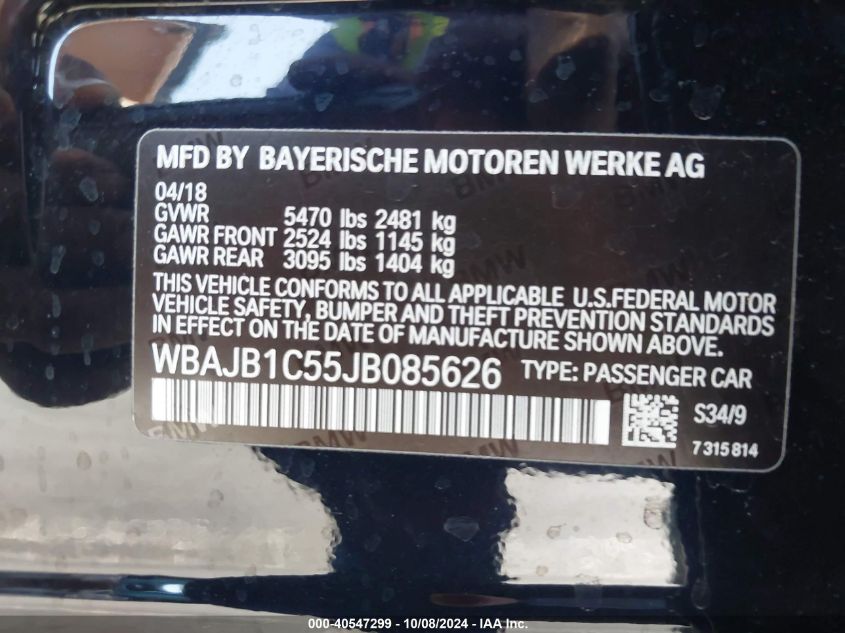 MFD BY BAYERISCHE MOTOREN WERKE AG
04/18
GVWR 5470 lbs 2481 kg
GAWR FRONT 2524 lbs 1145 kg
GAWR REAR 3095 lbs 1404 kg
THIS VEHICLE CONFORMS TO ALL APPLICABLE U.S.FEDERAL MOTOR
VEHICLE SAFETY, BUMPER AND THEFT PREVENTION STANDARDS
IN EFFECT ON THE DATE OF MANUFACTURE SHOWN ABOVE.
WBAJB1C55JB085626 TYPE: PASSENGER CAR
S34/9
7315814
BMW
000-40547299 - 10/08/2024 - IAA Inc.